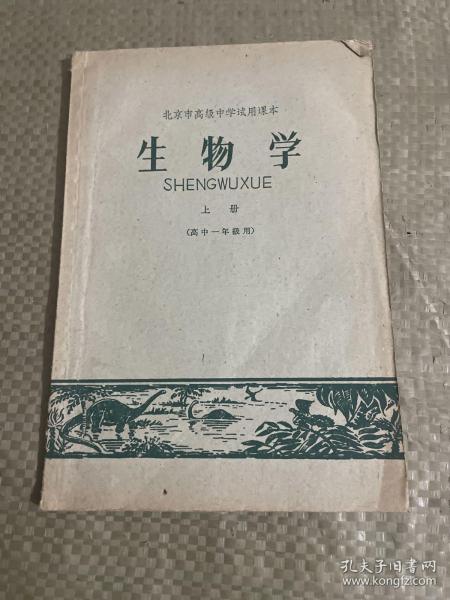 北京市高级中学试用课本
生物学
SHENGWUXUE
上册
(高中一年级用)
孔夫子旧书网
www.kongfz.com